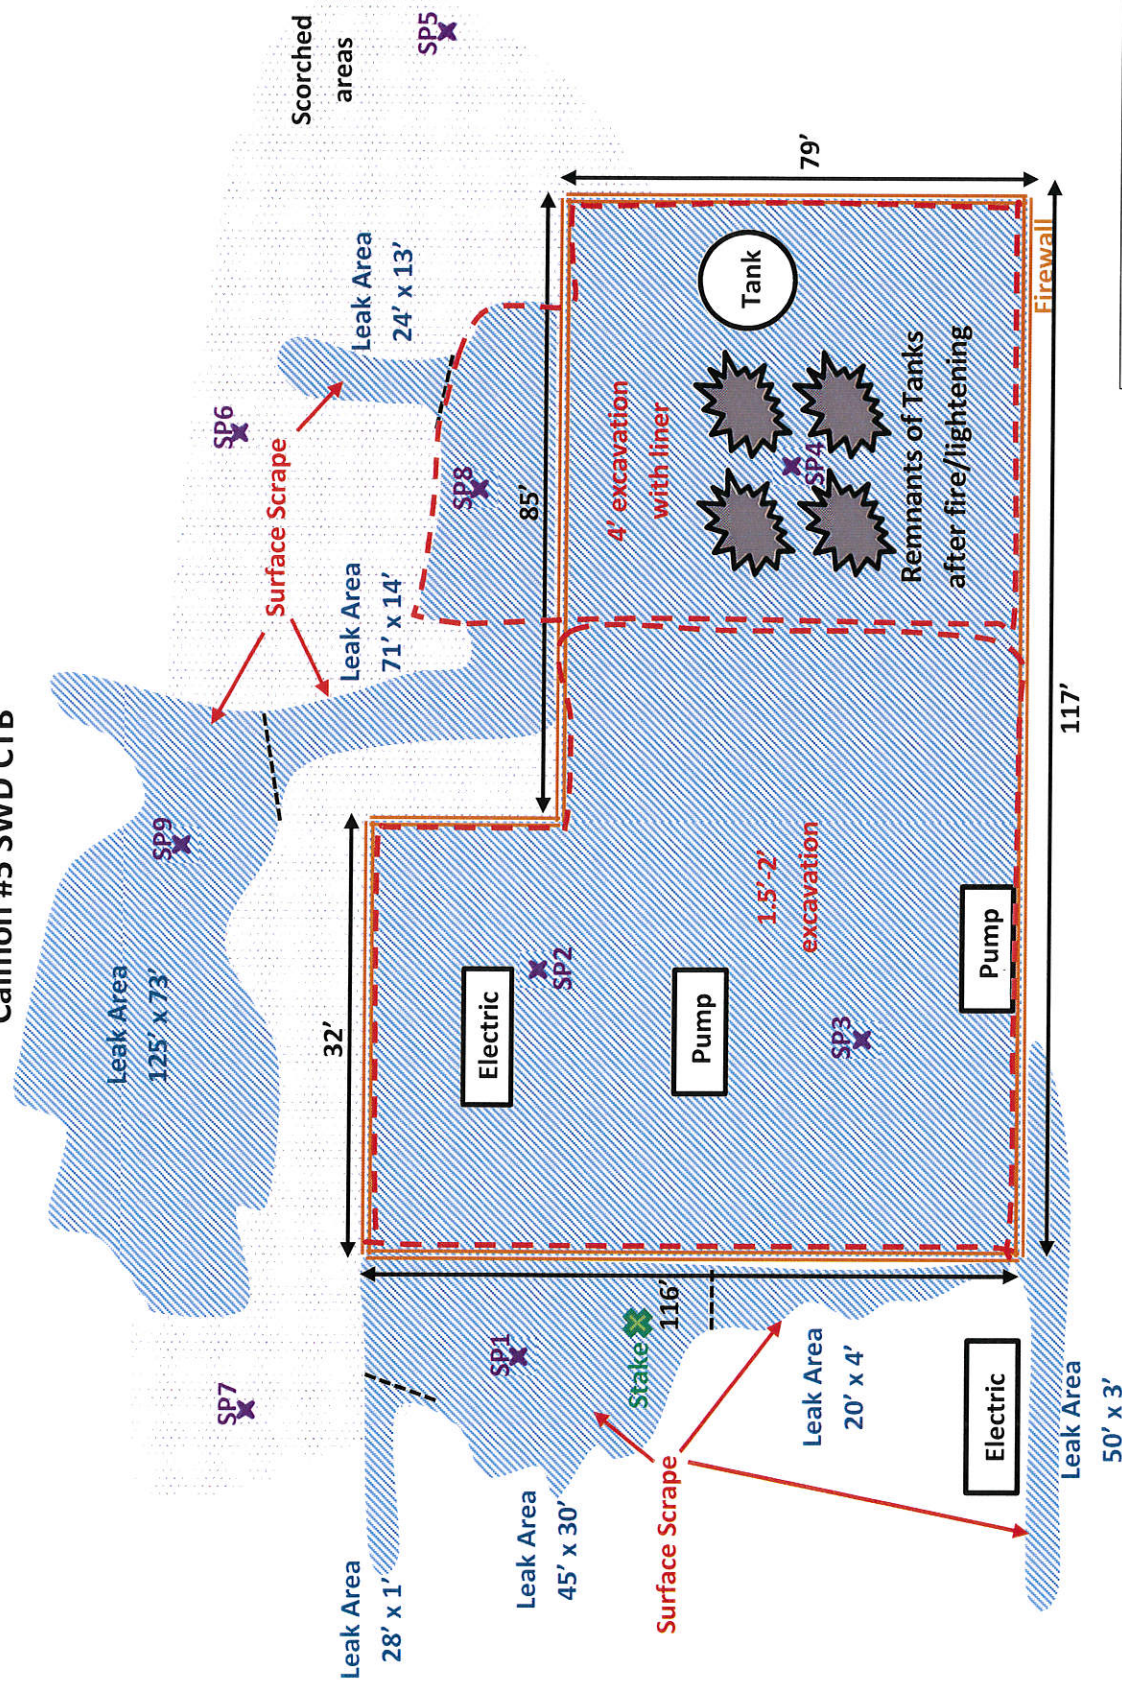 SWD CTB
Leak Area
125' x 73'
SP9
SP7
SP6
Surface Scrape
Scorched
areas
SP5
32'
Leak Area
28' x 1'
Leak Area
71' x 14'
Leak Area
24' x 13'
SP8
Electric
SP1
SP2
85'
Leak Area
45' x 30'
4' excavation
with liner
Stake
116'
Surface Scrape
Pump
Tank
1.5'-2'
excavation
SP4
79'
Leak Area
20' x 4'
SP3
Remnants of Tanks
after fire/lightening
Electric
Pump
Firewall
Leak Area
50' x 3'
117'